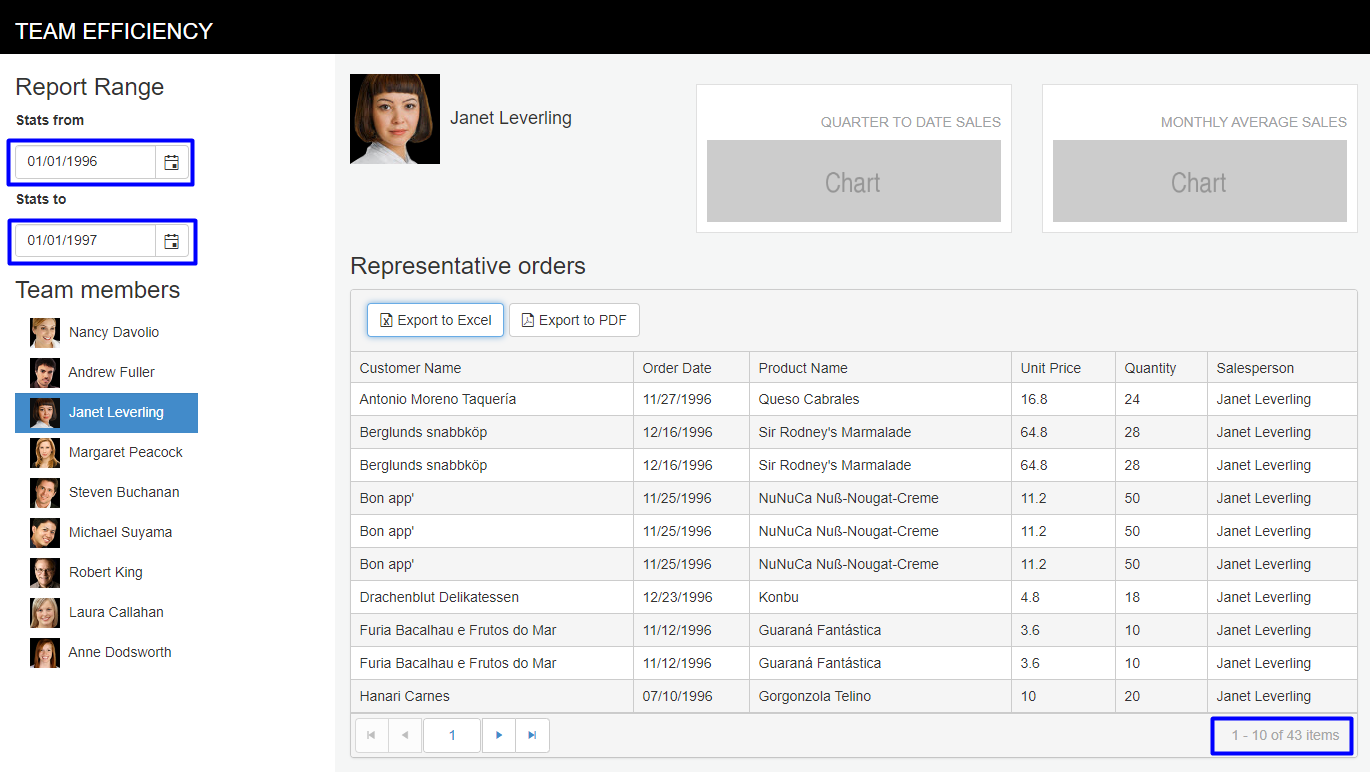 TEAM EFFICIENCY
Report Range
Stats from
01/01/1996
Stats to
01/01/1997
Team members
Nancy Davolio
Andrew Fuller
Janet Leverling
Margaret Peacock
Steven Buchanan
Michael Suyama
Robert King
Laura Callahan
Anne Dodsworth
Janet Leverling
QUARTER TO DATE SALES
Chart
MONTHLY AVERAGE SALES
Chart
Representative orders
Export to Excel Export to PDF
Customer Name Order Date Product Name Unit Price Quantity Salesperson
Antonio Moreno Taquería 11/27/1996 Queso Cabrales 16.8 24 Janet Leverling
Berglunds snabbköp 12/16/1996 Sir Rodney's Marmalade 64.8 28 Janet Leverling
Berglunds snabbköp 12/16/1996 Sir Rodney's Marmalade 64.8 28 Janet Leverling
Bon app' 11/25/1996 NuNuCa Nuß-Nougat-Creme 11.2 50 Janet Leverling
Bon app' 11/25/1996 NuNuCa Nuß-Nougat-Creme 11.2 50 Janet Leverling
Bon app' 11/25/1996 NuNuCa Nuß-Nougat-Creme 11.2 50 Janet Leverling
Drachenblut Delikatessen 12/23/1996 Konbu 4.8 18 Janet Leverling
Furia Bacalhau e Frutos do Mar 11/12/1996 Guaraná Fantástica 3.6 10 Janet Leverling
Furia Bacalhau e Frutos do Mar 11/12/1996 Guaraná Fantástica 3.6 10 Janet Leverling
Hanari Carnes 07/10/1996 Gorgonzola Telino 10 20 Janet Leverling
1
1 - 10 of 43 items